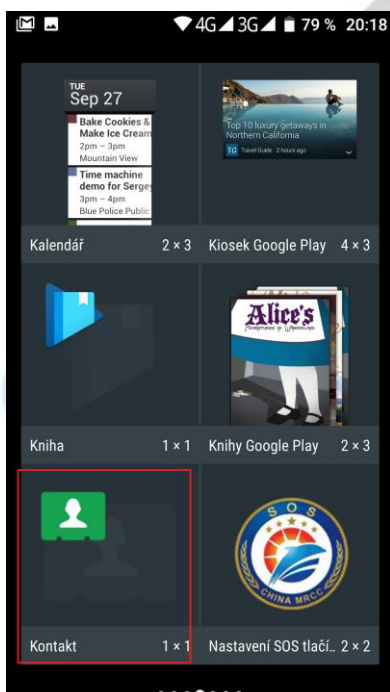 4G 3G 79 % 20:18
TUE
Sep 27
Bake Cookies &
Make Ice Cream
2pm – 3pm
Mountain View
Time machine
demo for Sergey
3pm – 4pm
Blue Police Public
Top 10 luxury getaways in
Northern California
TG Travel Guide 2 hours ago
Kalendář 2 × 3
Kiosek Google Play 4 × 3
Alice's
Kniha 1 × 1
Knihy Google Play 2 × 3
SOS
CHINA MRCC
Kontakt 1 × 1
Nastavení SOS tlačí.. 2 × 2